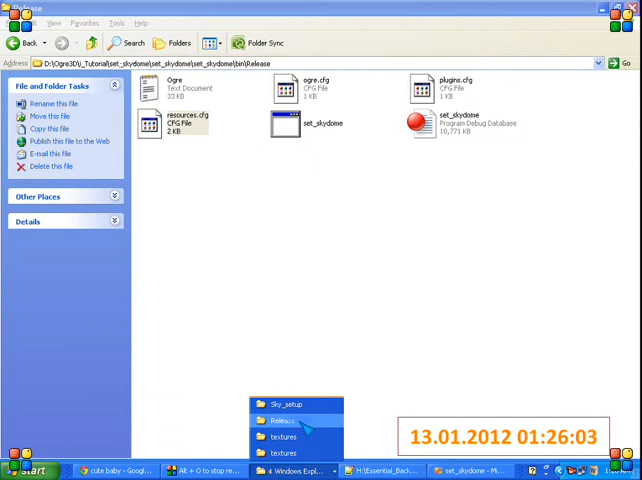 Release
View Favorites Tools Help
Back Search Folders Folder Sync
Address D:\Ogre3D\j_Tutorial\set_skydome\set_skydome\bin\Release Go
File and Folder Tasks
Rename this file
Move this file
Copy this file
Publish this file to the Web
E-mail this file
Delete this file
Other Places
Details
Ogre
Text Document
33 KB
ogre.cfg
CFG File
1 KB
plugins.cfg
CFG File
1 KB
resources.cfg
CFG File
2 KB
set_skydome
set_skydome
Program Debug Database
10,771 KB
Sky_setup
Release
textures
textures
13.01.2012 01:26:03
start cute baby - Googl... Alt + O to stop re... 4 Windows Expl... H:\Essential_Back... set_skydome - Mi...